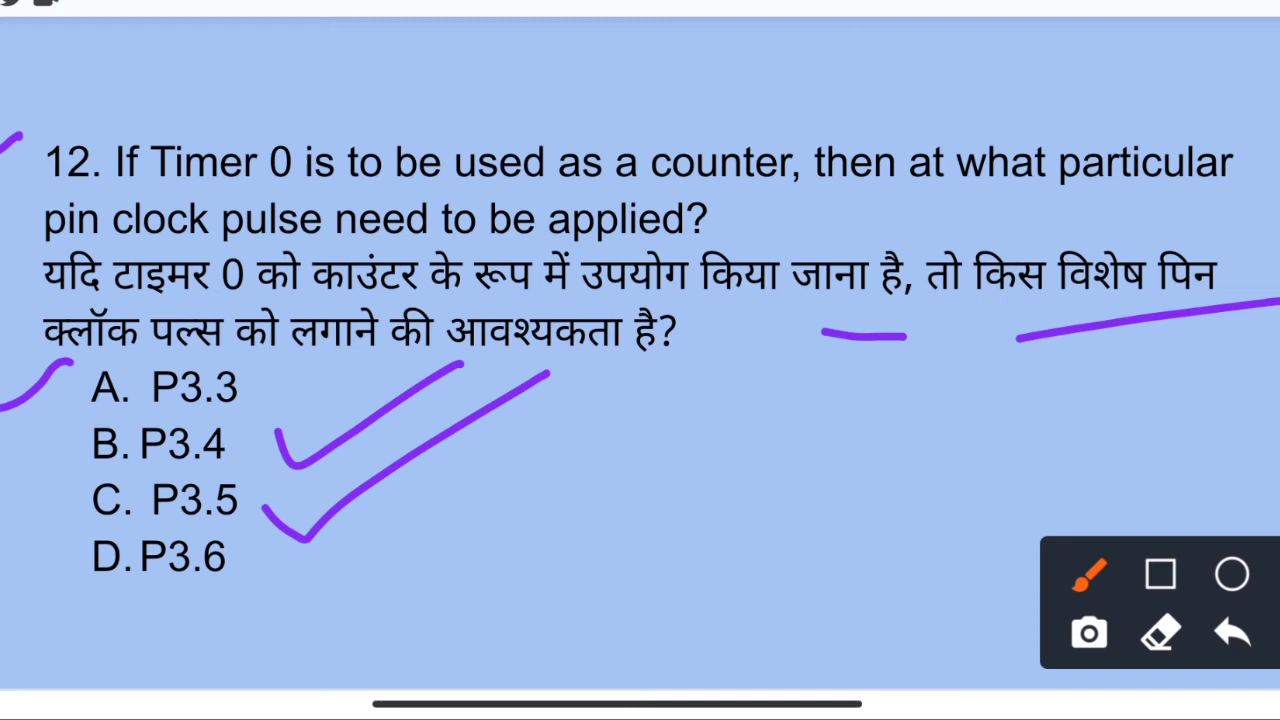 12. If Timer 0 is to be used as a counter, then at what particular
pin clock pulse need to be applied?
यदि टाइमर 0 को काउंटर के रूप में उपयोग किया जाना है, तो किस विशेष पिन
क्लॉक पल्स को लगाने की आवश्यकता है?
A. P3.3
B. P3.4
C. P3.5
D. P3.6